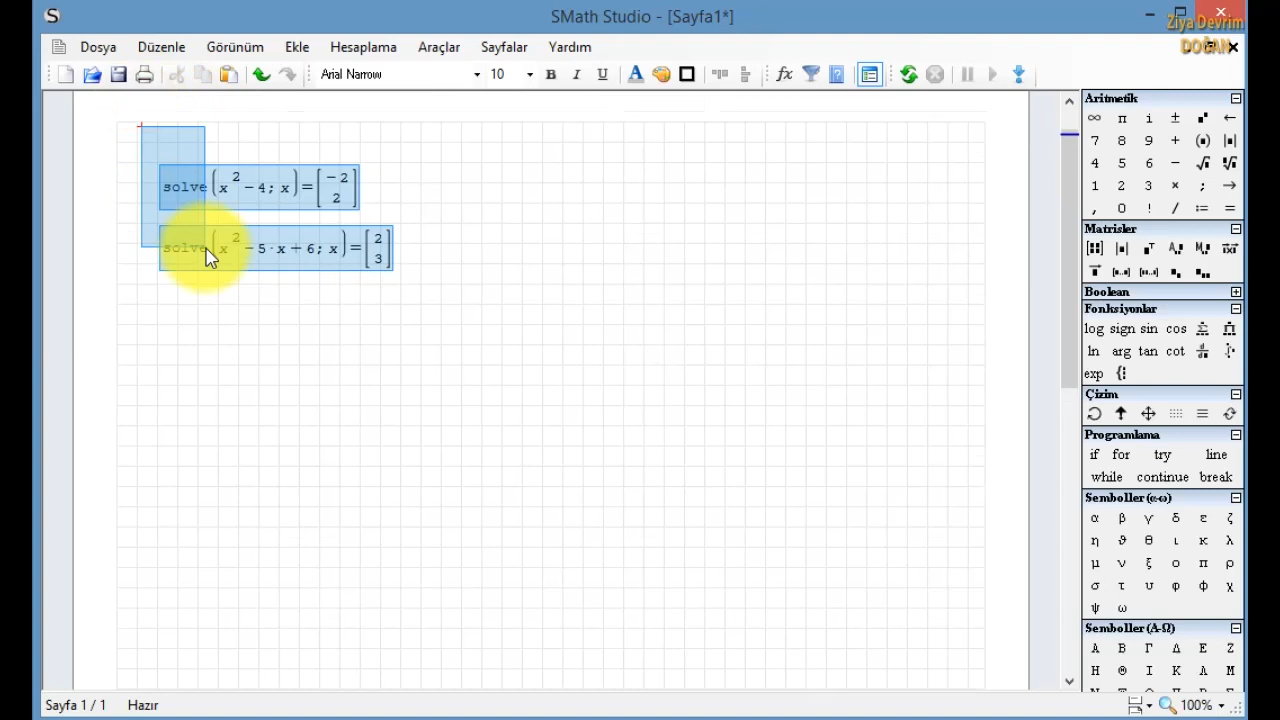 SMath Studio - [Sayfa1*]
Ziya Devrim
DOĞAN
Dosya Düzenle Görünüm Ekle Hesaplama Araçlar Sayfalar Yardım
Arial Narrow 10 B I U A fx
solve(x² - 4; x) = [-2 2]
solve(x² - 5 · x + 6; x) = [2 3]
Aritmetik
∞ π i ± ←
7 8 9 + (▪) |▪|
4 5 6 − √
1 2 3 × ; →
, 0 ! / := =
Matrisler
Boolean
Fonksiyonlar
log sign sin cos
ln arg tan cot
exp
Çizim
Programlama
if for try line
while continue break
Semboller (α-ω)
α β γ δ ε ζ
η ϑ θ ι κ λ
μ ν ξ ο π ρ
σ τ υ φ ϕ χ
ψ ω
Semboller (Α-Ω)
Α Β Γ Δ Ε Ζ
Η Θ Ι Κ Λ Μ
Sayfa 1 / 1 Hazır 100%